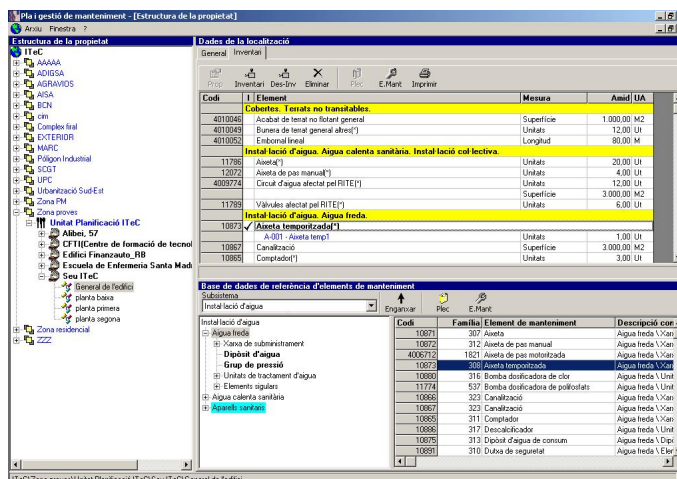 Pla i gestió de manteniment - [Estructura de la propietat]
Arxiu Finestra ?
Estructura de la propietat
ITeC
AAAAA
ADIGSA
AGRAVIOS
AISA
BCN
cim
Complex firal
EXTERIOR
MARC
Póligon Industrial
SCGT
UPC
Urbanització Sud-Est
Zona PM
Zona proves
Unitat Planificació ITeC
Alibei, 57
CFTI(Centre de formació de tecnol
Edifici Finanzauto_RB
Escuela de Enfermeria Santa Madr
Seu ITeC
General de l'edifici
planta baixa
planta primera
planta segona
Zona residencial
ZZZ
Dades de la localització
General Inventari
Prop Inventari Des-Inv Eliminar Plec E.Mant Imprimir
Codi I Element Mesura Amid UA
Cobertes. Terrats no transitables.
4010046 Acabat de terrat no flotant general Superfície 1.000,00 M2
4010049 Bunera de terrat general altres(*) Unitats 12,00 Ut
4010052 Embornal lineal Longitud 80,00 M
Instal·lació d'aigua. Aigua calenta sanitària. Instal·lació col·lectiva.
11786 Aixeta(*) Unitats 20,00 Ut
12072 Aixeta de pas manual(*) Unitats 4,00 Ut
4009774 Circuit d'aigua afectat pel RITE(*) Unitats 12,00 Ut
Superfície 3.000,00 M2
11789 Vàlvules afectat pel RITE(*) Unitats 6,00 Ut
Instal·lació d'aigua. Aigua freda.
10873 Aixeta temporitzada(*)
A-001 - Aixeta temp1 Unitats 1,00 Ut
10867 Canalització Superfície 3.000,00 M2
10865 Comptador(*) Unitats 3,00 Ut
Base de dades de referència d'elements de manteniment
Subsistema
Instal·lació d'aigua
Enganxar Plec E.Mant
Instal·lació d'aigua
Aigua freda
Xarxa de subministrament
Dipòsit d'aigua
Grup de pressió
Unitats de tractament d'aigua
Elements sigulars
Aigua calenta sanitària
Aparells sanitaris
Codi Família Element de manteniment Descripció con
10871 307 Aixeta Aigua freda \ Xar
10872 312 Aixeta de pas manual Aigua freda \ Xar
4006712 1821 Aixeta de pas motoritzada Aigua freda \ Xar
10873 308 Aixeta temporitzada Aigua freda \ Xar
10880 316 Bomba dosificadora de clor Aigua freda \ Unit
11774 537 Bomba dosificadora de polifostats Aigua freda \ Unit
10866 323 Canalització Aigua freda \ Xar
10867 323 Canalització Aigua freda \ Xar
10865 311 Comptador Aigua freda \ Xar
10886 317 Descalcificador Aigua freda \ Unit
10875 313 Dipòsit d'aigua de consum Aigua freda \ Dipi
10891 310 Dutxa de seguretat Aigua freda \ Eler